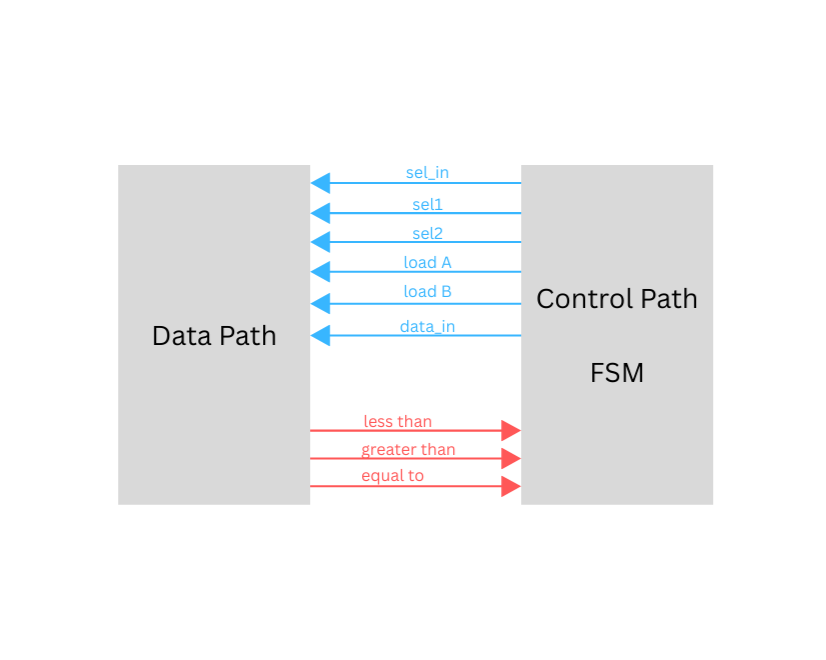 sel_in
sel1
sel2
load A
load B
data_in
Data Path
Control Path
FSM
less than
greater than
equal to